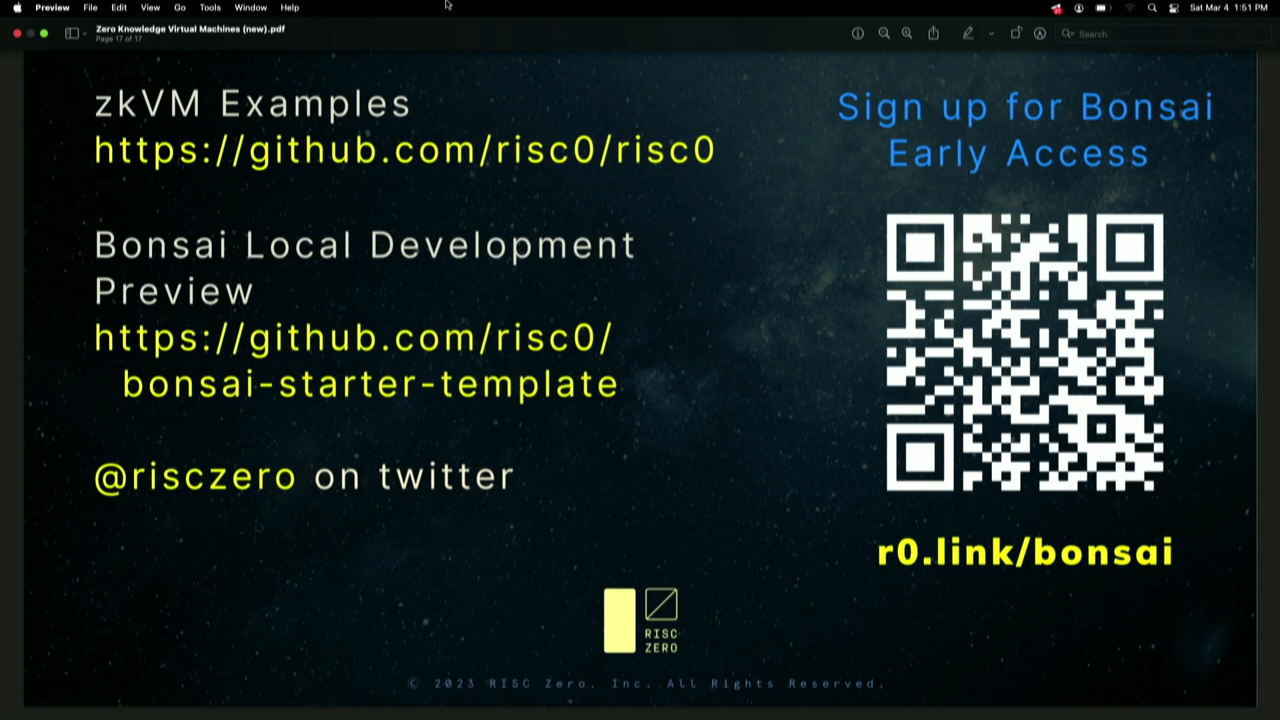 Preview File Edit View Go Tools Window Help
Sat Mar 4 1:51 PM
Zero Knowledge Virtual Machines (new).pdf
Page 17 of 17
Search
zkVM Examples
https://github.com/risc0/risc0
Bonsai Local Development
Preview
https://github.com/risc0/
bonsai-starter-template
@risczero on twitter
Sign up for Bonsai
Early Access
r0.link/bonsai
RISC
ZERO
© 2023 RISC Zero, Inc. All Rights Reserved.